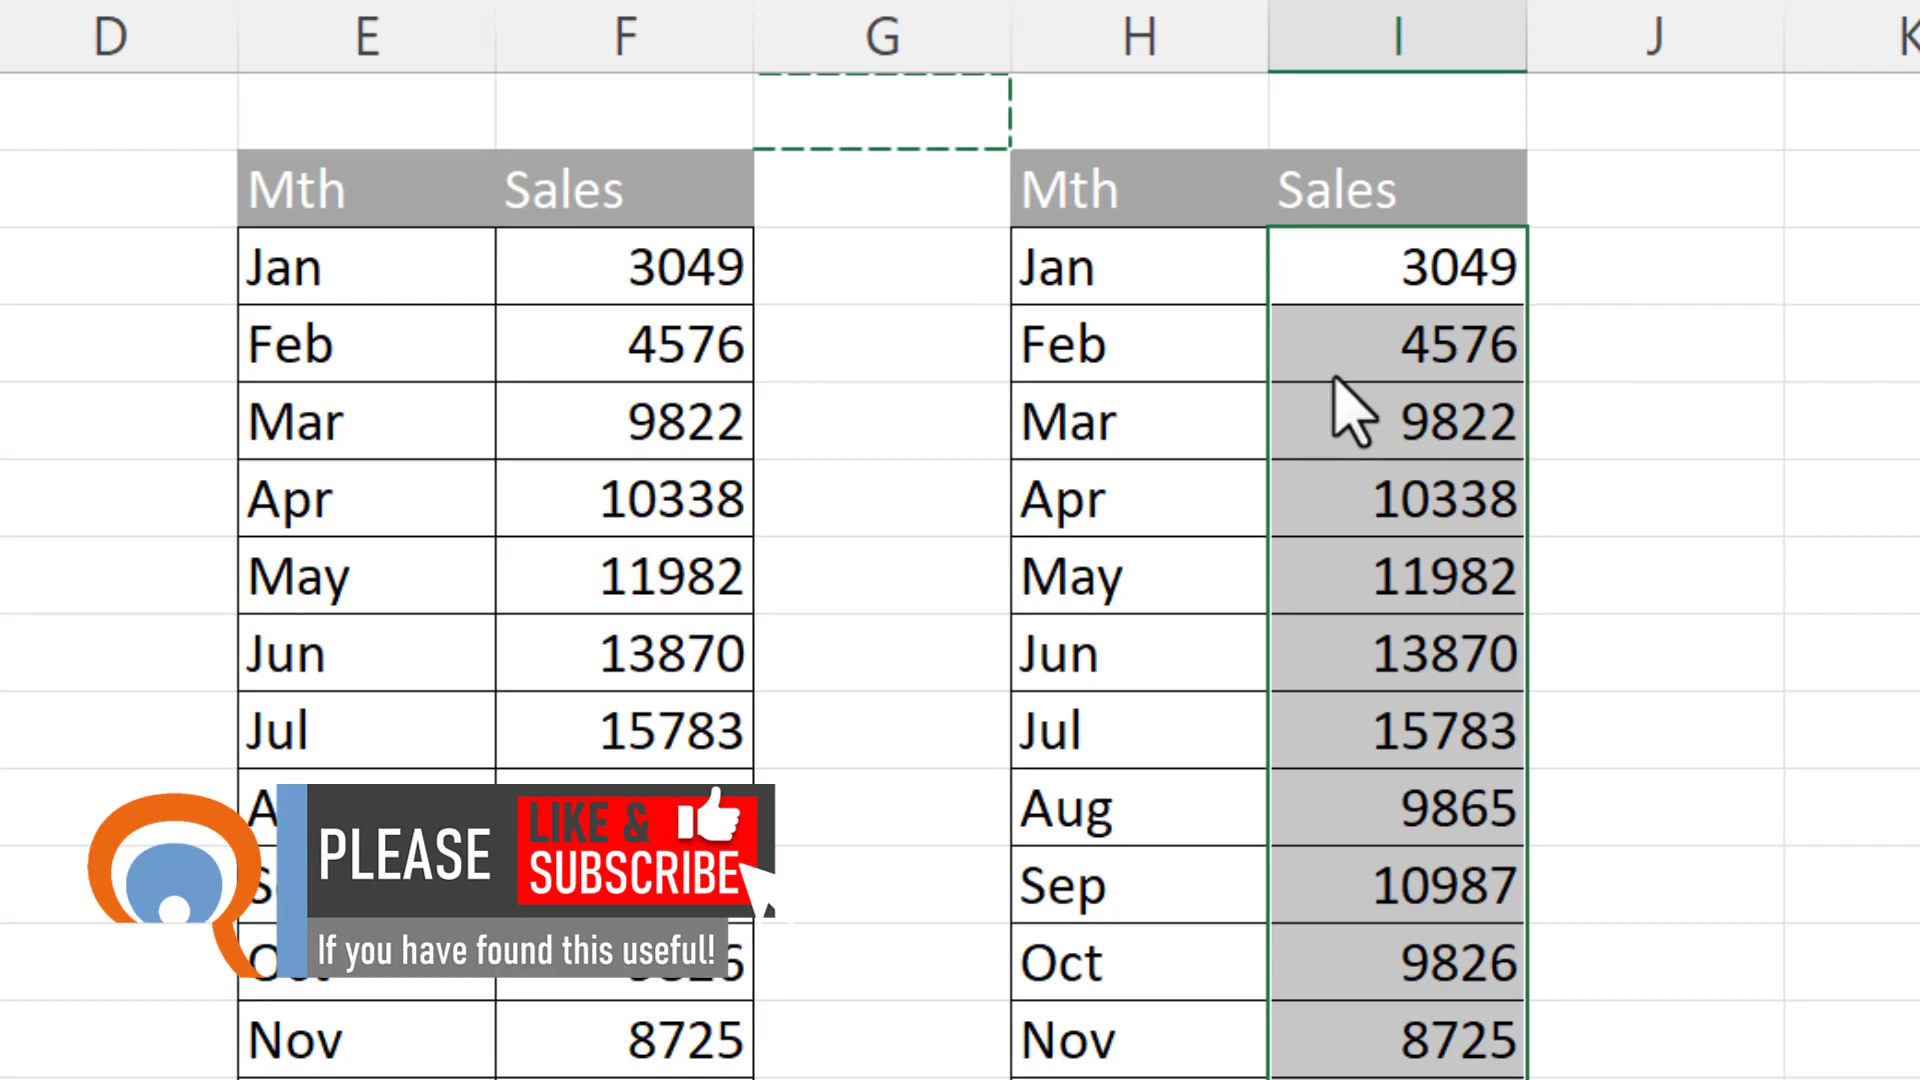 D E F G H I J K
Mth Sales Mth Sales
Jan 3049 Jan 3049
Feb 4576 Feb 4576
Mar 9822 Mar 9822
Apr 10338 Apr 10338
May 11982 May 11982
Jun 13870 Jun 13870
Jul 15783 Jul 15783
Aug 9865
Sep 10987
Oct 9826
Nov 8725 Nov 8725
PLEASE LIKE & SUBSCRIBE
If you have found this useful!